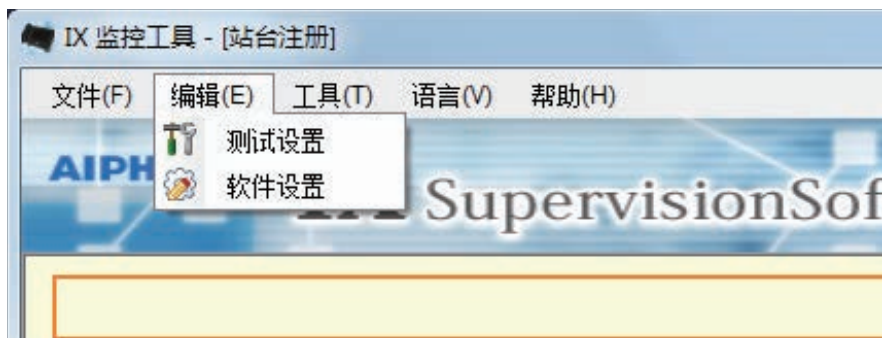 IX 监控工具 - [站台注册]
文件(F) 编辑(E) 工具(T) 语言(V) 帮助(H)
测试设置
软件设置
AIPH
SupervisionSof